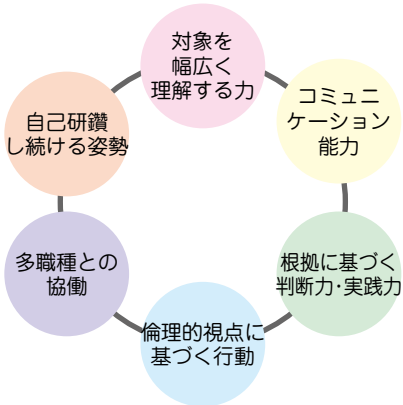 対象を
幅広く
理解する力
コミュニ
ケーション
能力
根拠に基づく
判断力･実践力
倫理的視点に
基づく行動
多職種との
協働
自己研鑽
し続ける姿勢